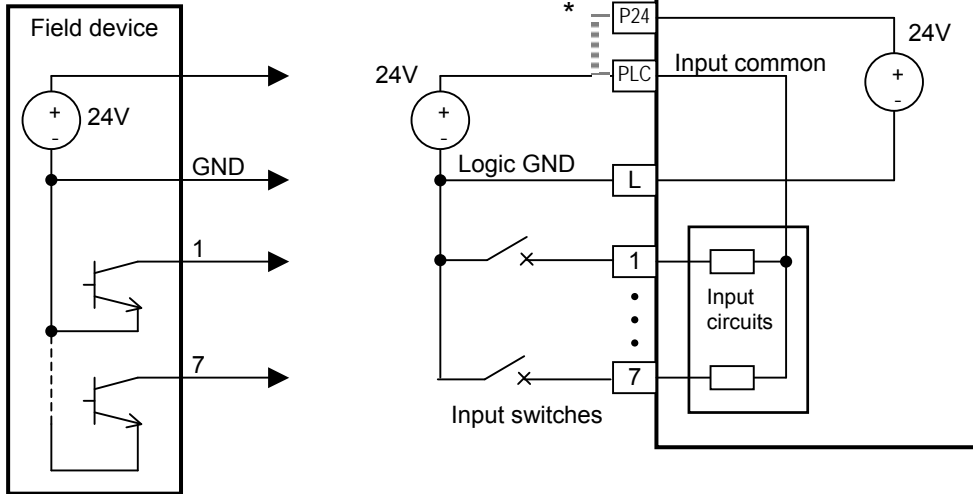 Field device
24V
+
-
GND
1
7
*
24V
+
-
Logic GND
Input switches
P24
PLC
L
1
7
Input common
24V
+
-
Input
circuits